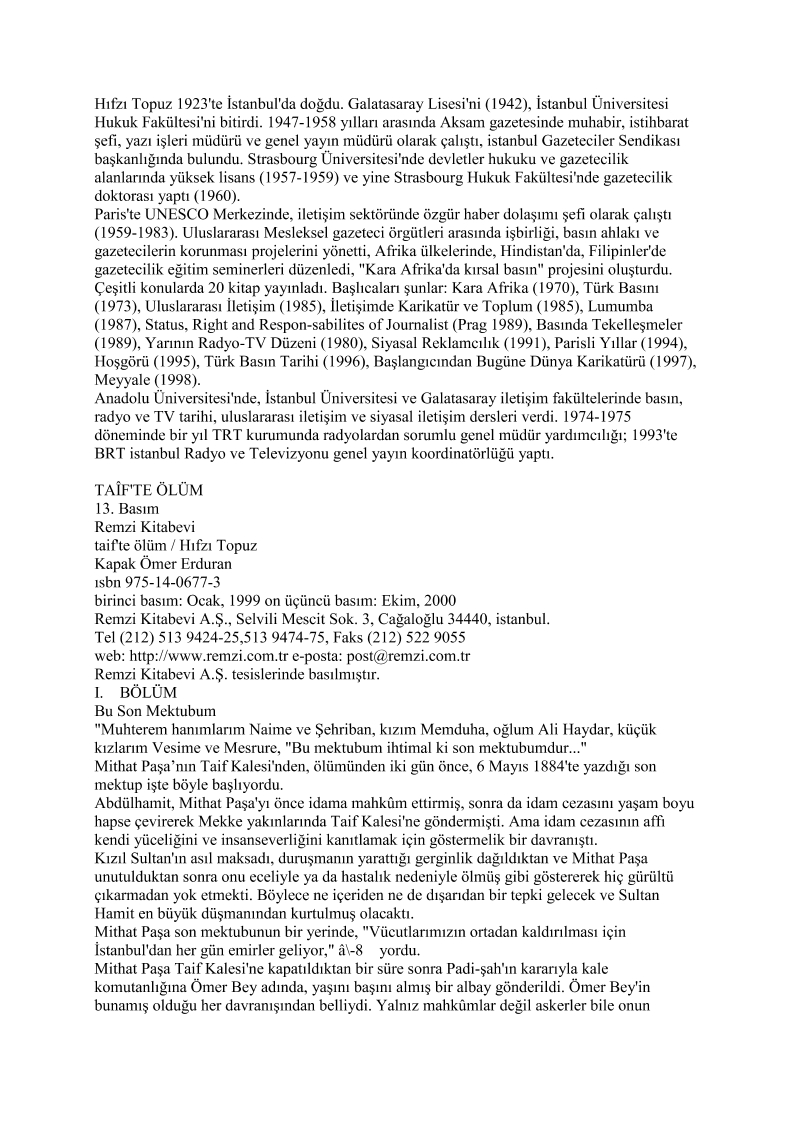 Hıfzı Topuz 1923'te İstanbul'da doğdu. Galatasaray Lisesi'ni (1942), İstanbul Üniversitesi
Hukuk Fakültesi'ni bitirdi. 1947-1958 yılları arasında Aksam gazetesinde muhabir, istihbarat
şefi, yazı işleri müdürü ve genel yayın müdürü olarak çalıştı, istanbul Gazeteciler Sendikası
başkanlığında bulundu. Strasbourg Üniversitesi'nde devletler hukuku ve gazetecilik
alanlarında yüksek lisans (1957-1959) ve yine Strasbourg Hukuk Fakültesi'nde gazetecilik
doktorası yaptı (1960).
Paris'te UNESCO Merkezinde, iletişim sektöründe özgür haber dolaşımı şefi olarak çalıştı
(1959-1983). Uluslararası Mesleksel gazeteci örgütleri arasında işbirliği, basın ahlakı ve
gazetecilerin korunması projelerini yönetti, Afrika ülkelerinde, Hindistan'da, Filipinler'de
gazetecilik eğitim seminerleri düzenledi, "Kara Afrika'da kırsal basın" projesini oluşturdu.
Çeşitli konularda 20 kitap yayınladı. Başlıcaları şunlar: Kara Afrika (1970), Türk Basını
(1973), Uluslararası İletişim (1985), İletişimde Karikatür ve Toplum (1985), Lumumba
(1987), Status, Right and Respon-sabilites of Journalist (Prag 1989), Basında Tekelleşmeler
(1989), Yarının Radyo-TV Düzeni (1980), Siyasal Reklamcılık (1991), Parisli Yıllar (1994),
Hoşgörü (1995), Türk Basın Tarihi (1996), Başlangıcından Bugüne Dünya Karikatürü (1997),
Meyyale (1998).
Anadolu Üniversitesi'nde, İstanbul Üniversitesi ve Galatasaray iletişim fakültelerinde basın,
radyo ve TV tarihi, uluslararası iletişim ve siyasal iletişim dersleri verdi. 1974-1975
döneminde bir yıl TRT kurumunda radyolardan sorumlu genel müdür yardımcılığı; 1993'te
BRT istanbul Radyo ve Televizyonu genel yayın koordinatörlüğü yaptı.
TAÎF'TE ÖLÜM
13. Basım
Remzi Kitabevi
taif'te ölüm / Hıfzı Topuz
Kapak Ömer Erduran
ısbn 975-14-0677-3
birinci basım: Ocak, 1999 on üçüncü basım: Ekim, 2000
Remzi Kitabevi A.Ş., Selvili Mescit Sok. 3, Cağaloğlu 34440, istanbul.
Tel (212) 513 9424-25,513 9474-75, Faks (212) 522 9055
web: http://www.remzi.com.tr e-posta: post@remzi.com.tr
Remzi Kitabevi A.Ş. tesislerinde basılmıştır.
I. BÖLÜM
Bu Son Mektubum
"Muhterem hanımlarım Naime ve Şehriban, kızım Memduha, oğlum Ali Haydar, küçük
kızlarım Vesime ve Mesrure, "Bu mektubum ihtimal ki son mektubumdur..."
Mithat Paşa’nın Taif Kalesi'nden, ölümünden iki gün önce, 6 Mayıs 1884'te yazdığı son
mektup işte böyle başlıyordu.
Abdülhamit, Mithat Paşa'yı önce idama mahkûm ettirmiş, sonra da idam cezasını yaşam boyu
hapse çevirerek Mekke yakınlarında Taif Kalesi'ne göndermişti. Ama idam cezasının affı
kendi yüceliğini ve insanseverliğini kanıtlamak için göstermelik bir davranıştı.
Kızıl Sultan'ın asıl maksadı, duruşmanın yarattığı gerginlik dağıldıktan ve Mithat Paşa
unutulduktan sonra onu eceliyle ya da hastalık nedeniyle ölmüş gibi göstererek hiç gürültü
çıkarmadan yok etmekti. Böylece ne içeriden ne de dışarıdan bir tepki gelecek ve Sultan
Hamit en büyük düşmanından kurtulmuş olacaktı.
Mithat Paşa son mektubunun bir yerinde, "Vücutlarımızın ortadan kaldırılması için
İstanbul'dan her gün emirler geliyor," â\-8 yordu.
Mithat Paşa Taif Kalesi'ne kapatıldıktan bir süre sonra Padi-şah'ın kararıyla kale
komutanlığına Ömer Bey adında, yaşını başını almış bir albay gönderildi. Ömer Bey'in
bunamış olduğu her davranışından belliydi. Yalnız mahkûmlar değil askerler bile onun